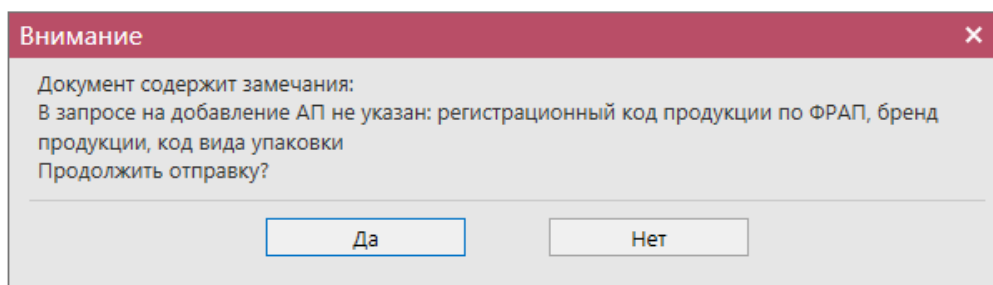 Внимание
Документ содержит замечания:
В запросе на добавление АП не указан: регистрационный код продукции по ФРАП, бренд
продукции, код вида упаковки
Продолжить отправку?
Да
Нет